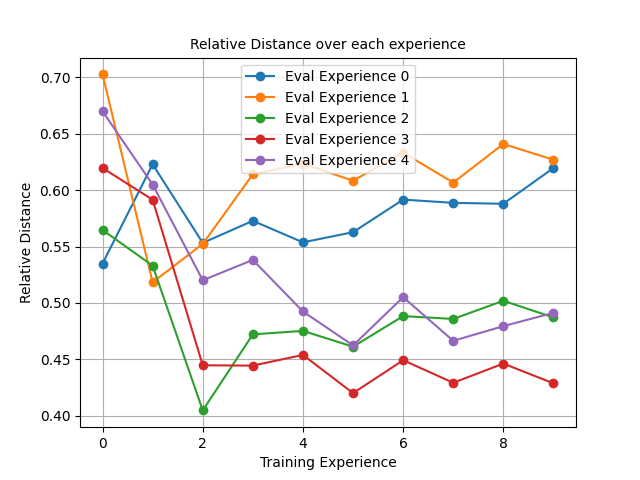 Relative Distance over each experience
Eval Experience 0
Eval Experience 1
Eval Experience 2
Eval Experience 3
Eval Experience 4
Relative Distance
0.70
0.65
0.60
0.55
0.50
0.45
0.40
0 2 4 6 8
Training Experience